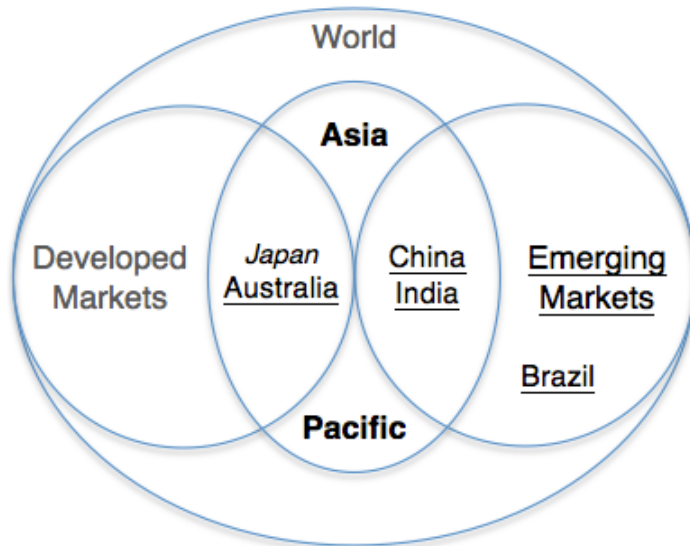 World
Asia
Developed
Markets
Japan
Australia
China
India
Emerging
Markets
Brazil
Pacific